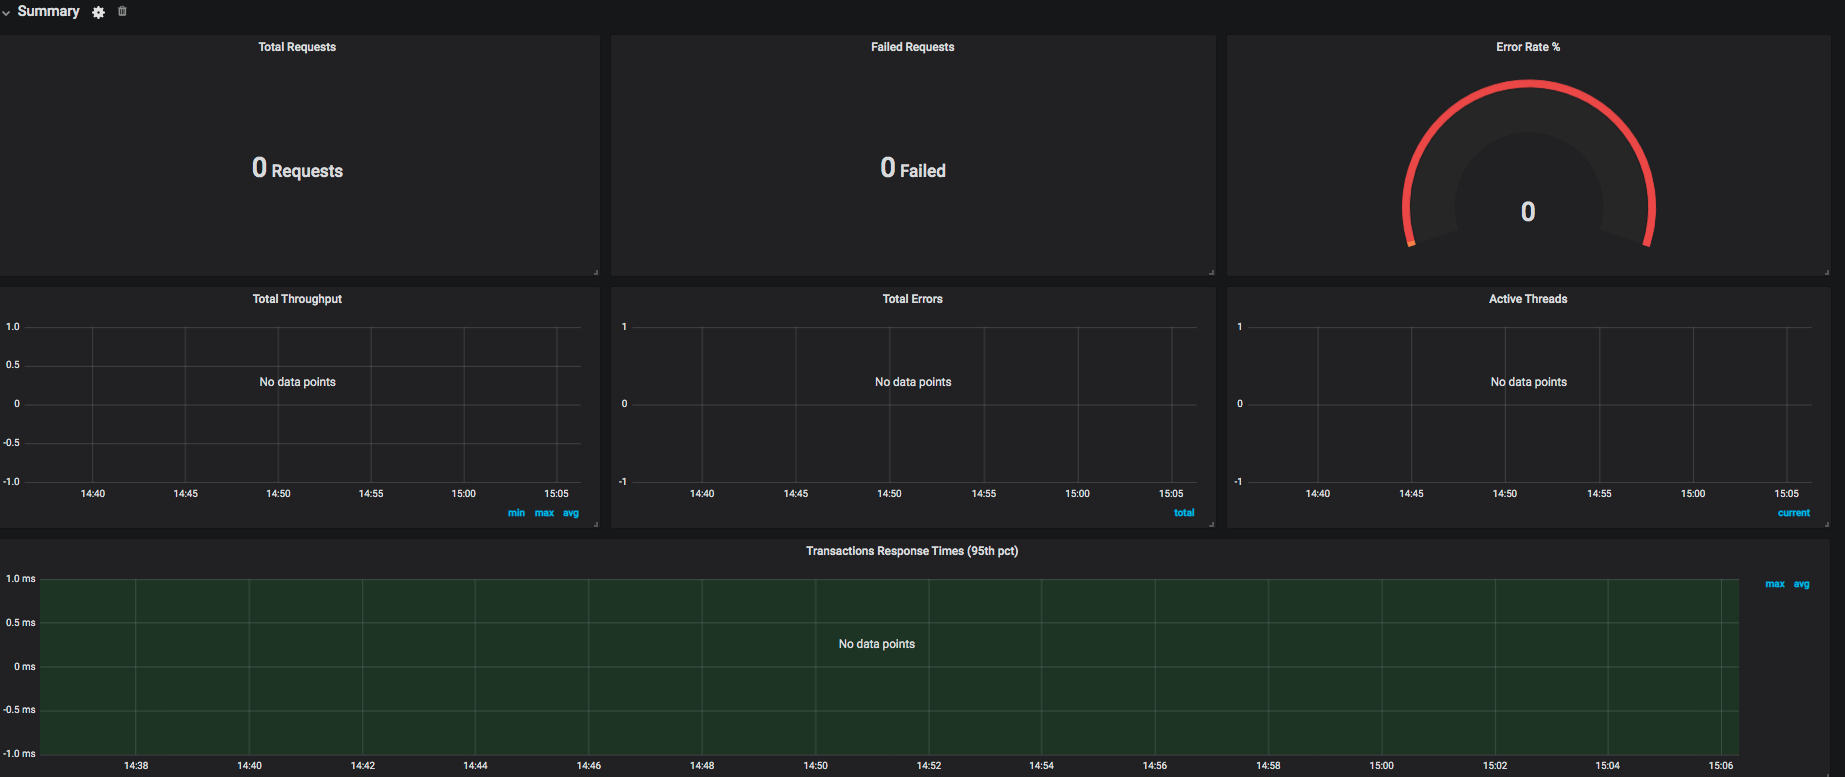 Summary
Total Requests
0 Requests
Failed Requests
0 Failed
Error Rate %
0
Total Throughput
1.0
0.5
0
-0.5
-1.0
No data points
14:40 14:45 14:50 14:55 15:00 15:05
min max avg
Total Errors
1
0
-1
No data points
14:40 14:45 14:50 14:55 15:00 15:05
total
Active Threads
1
0
-1
No data points
14:40 14:45 14:50 14:55 15:00 15:05
current
Transactions Response Times (95th pct)
1.0 ms
0.5 ms
0 ms
-0.5 ms
-1.0 ms
No data points
14:38 14:40 14:42 14:44 14:46 14:48 14:50 14:52 14:54 14:56 14:58 15:00 15:02 15:04 15:06
max avg